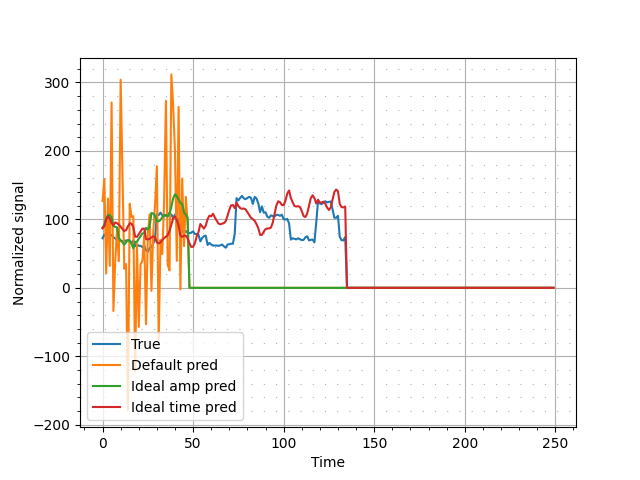 Normalized signal
300
200
100
0
−100
−200
True
Default pred
Ideal amp pred
Ideal time pred
0 50 100 150 200 250
Time